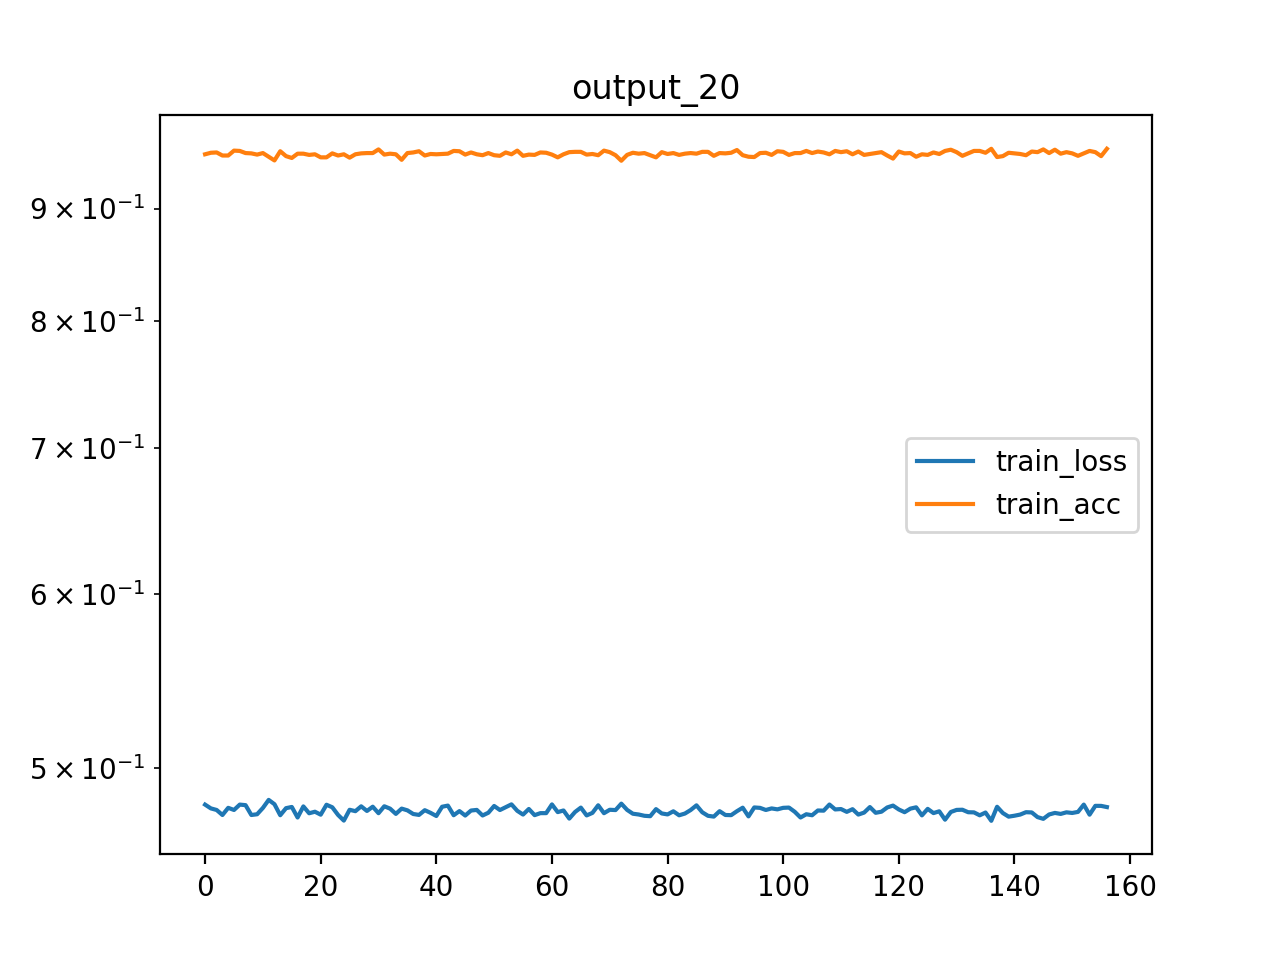 output_20
9 × 10⁻¹
8 × 10⁻¹
7 × 10⁻¹
6 × 10⁻¹
5 × 10⁻¹
train_loss
train_acc
0 20 40 60 80 100 120 140 160